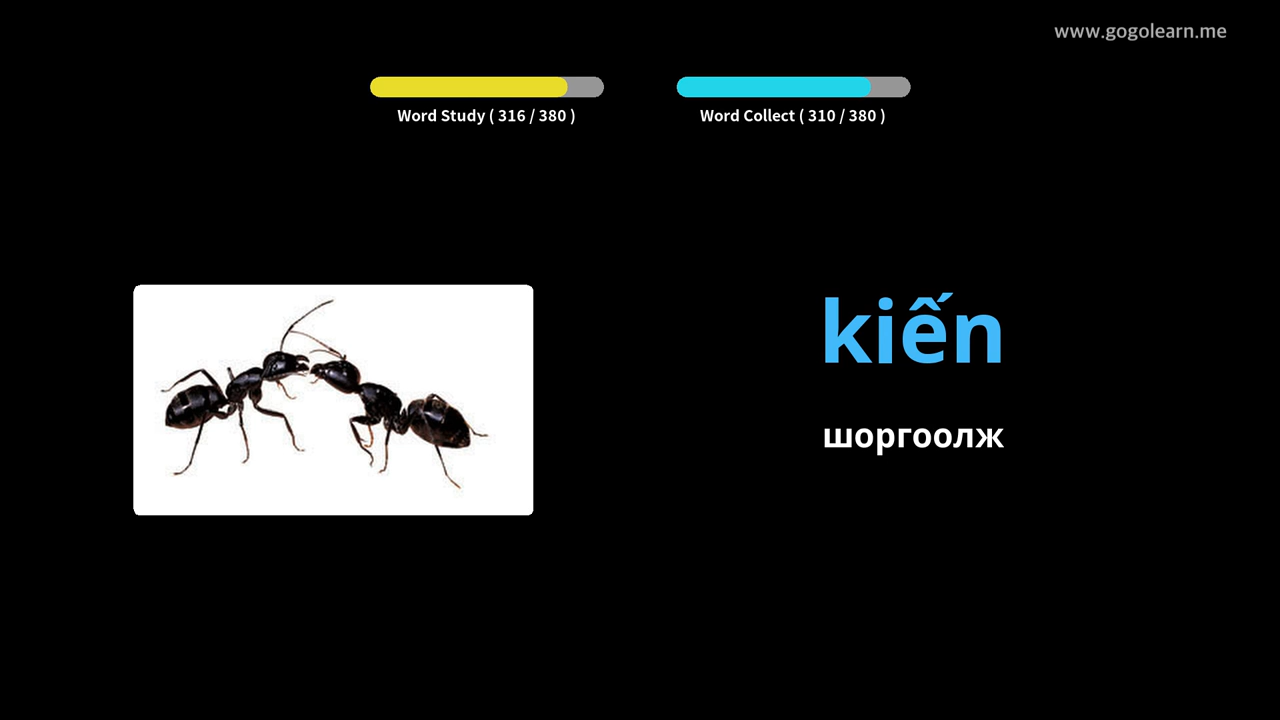 www.gogolearn.me
Word Study ( 316 / 380 )
Word Collect ( 310 / 380 )
kiến
шоргоолж